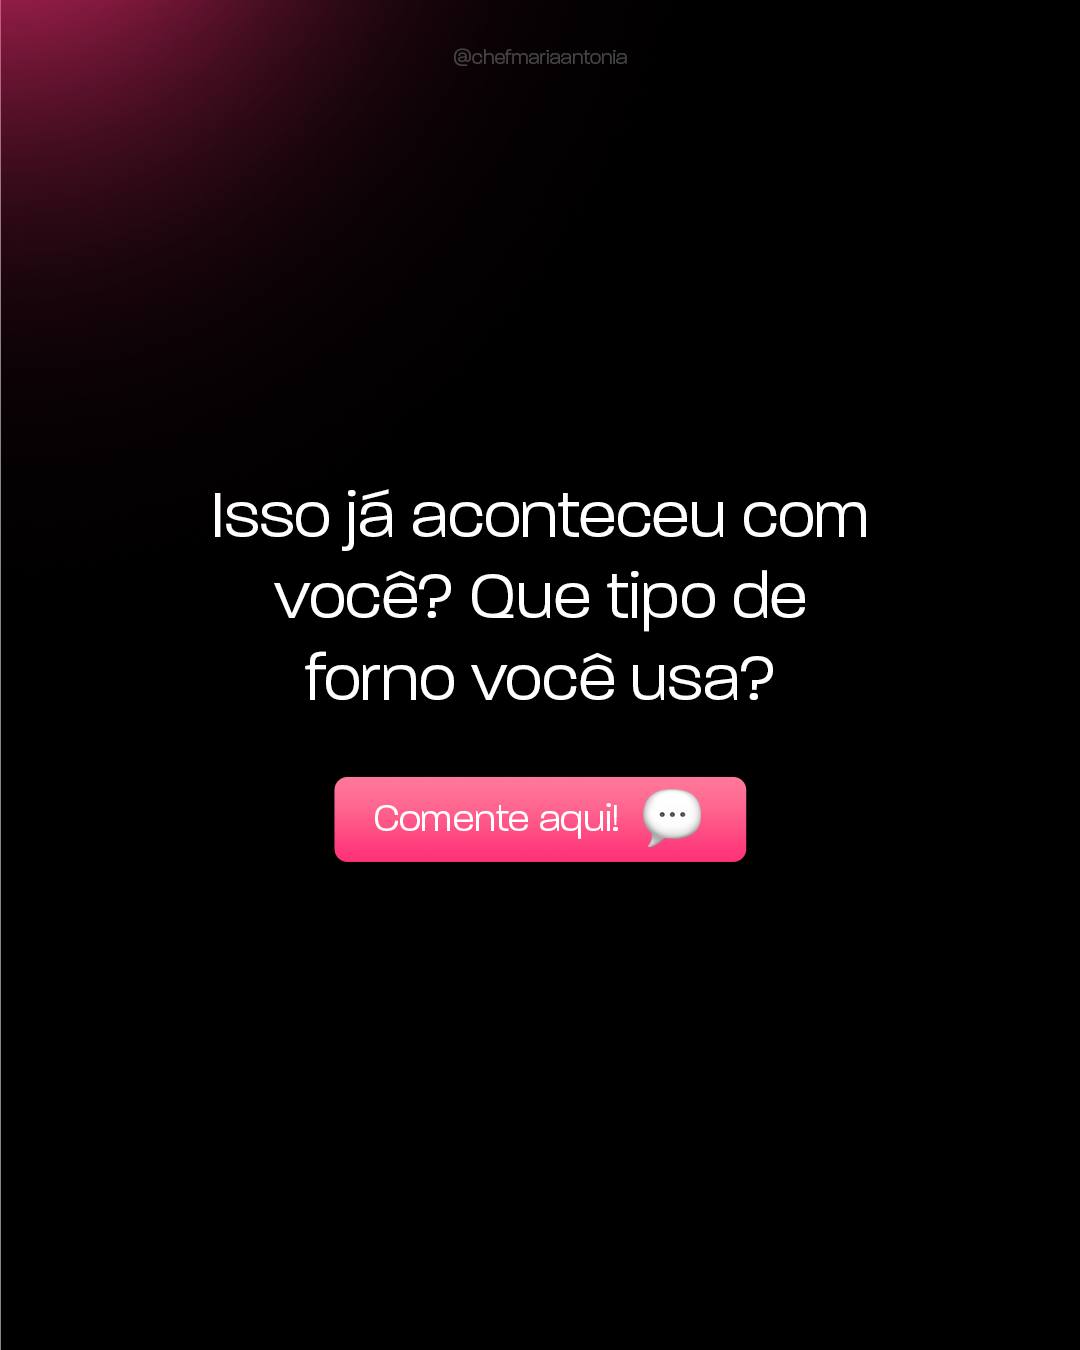 @chefmariaantonia
Isso já aconteceu com
você? Que tipo de
forno você usa?
Comente aqui!